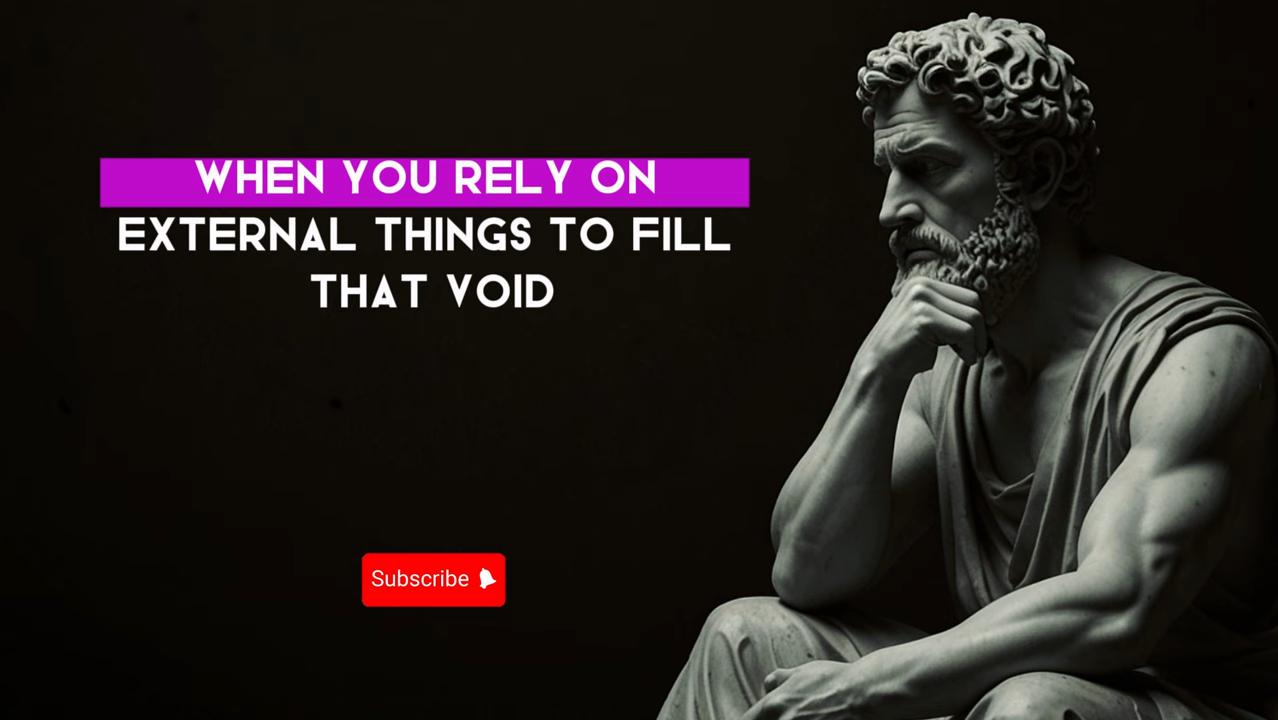 WHEN YOU RELY ON
EXTERNAL THINGS TO FILL
THAT VOID
Subscribe